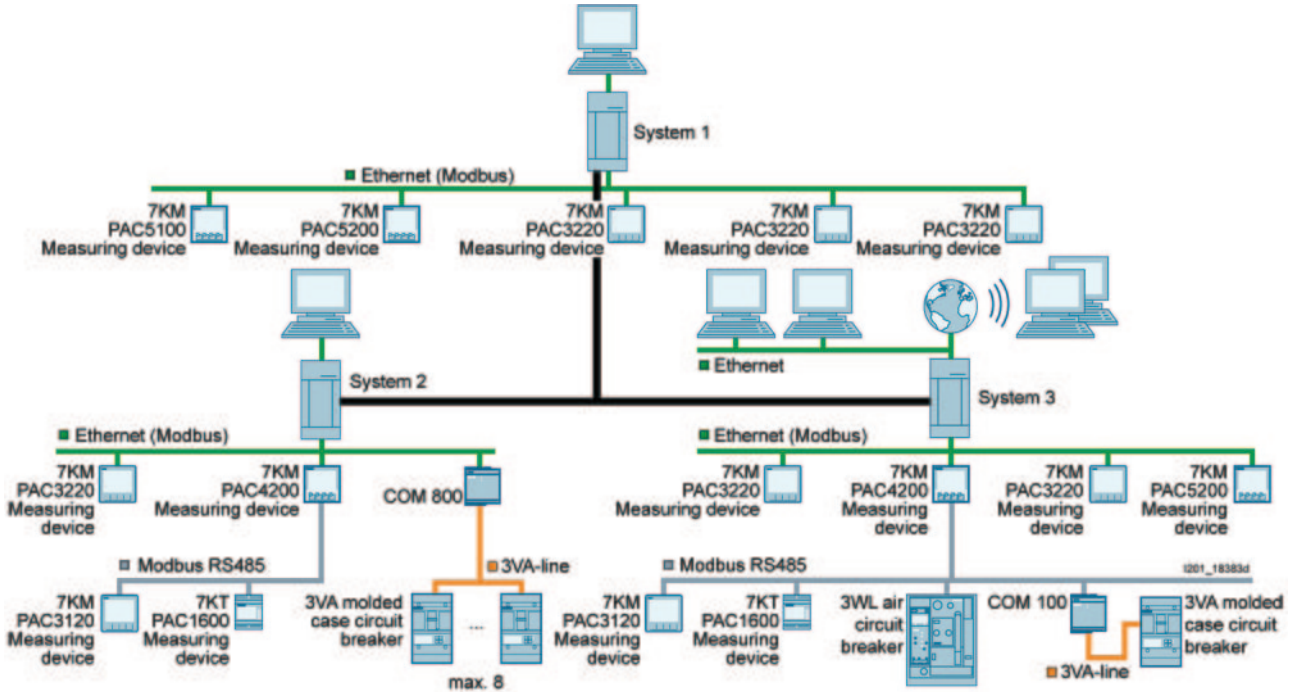 System 1
Ethernet (Modbus)
7KM
PAC5100
Measuring device
7KM
PAC5200
Measuring device
7KM
PAC3220
Measuring device
7KM
PAC3220
Measuring device
7KM
PAC3220
Measuring device
Ethernet
System 2
System 3
Ethernet (Modbus)
7KM
PAC3220
Measuring
device
7KM
PAC4200
Measuring device
COM 800
Ethernet (Modbus)
7KM
PAC3220
Measuring device
7KM
PAC4200
Measuring
device
7KM
PAC3220
Measuring
device
7KM
PAC5200
Measuring
device
Modbus RS485
7KM
PAC3120
Measuring
device
7KT
PAC1600
Measuring
device
3VA-line
3VA molded
case circuit
breaker
...
max. 8
Modbus RS485
I201_18383d
7KM
PAC3120
Measuring
device
7KT
PAC1600
Measuring
device
3WL air
circuit
breaker
COM 100
3VA molded
case circuit
breaker
3VA-line